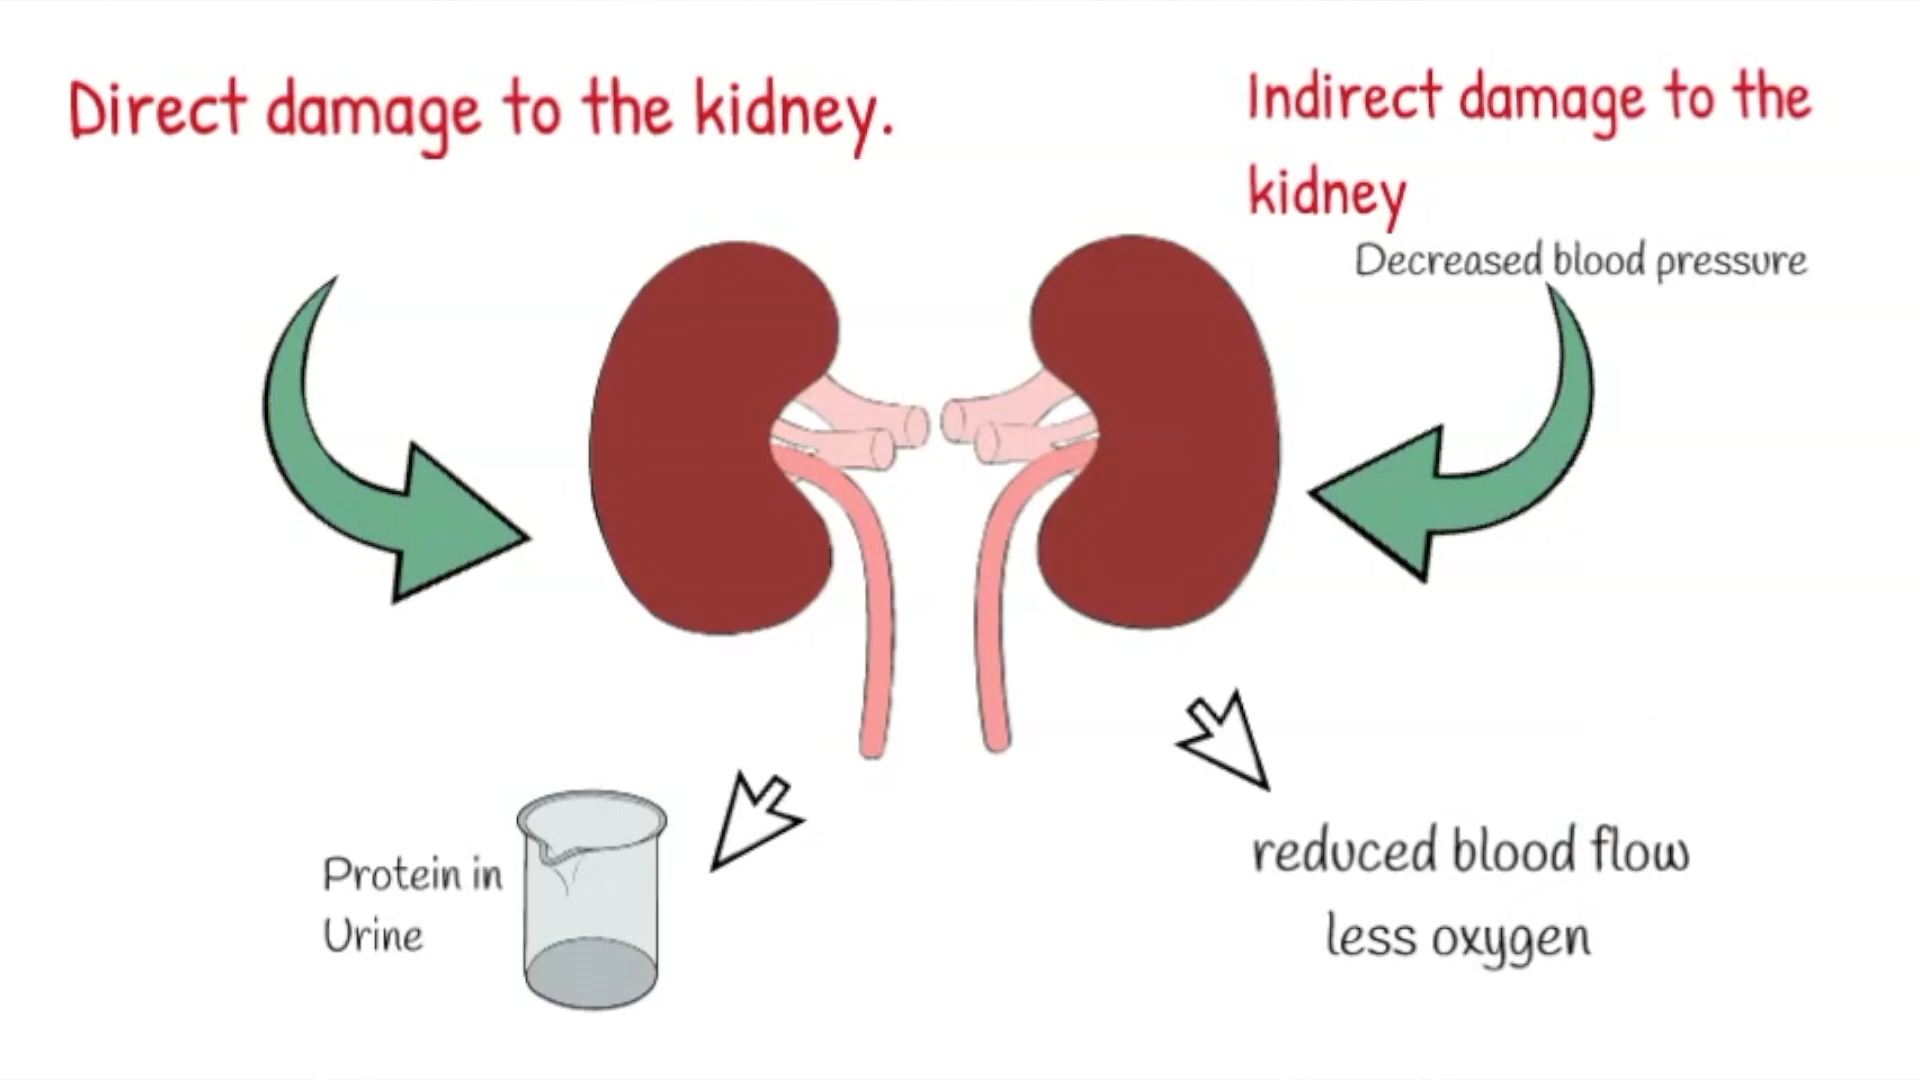 Direct damage to the kidney.
Indirect damage to the
kidney
Decreased blood pressure
Protein in
Urine
reduced blood flow
less oxygen